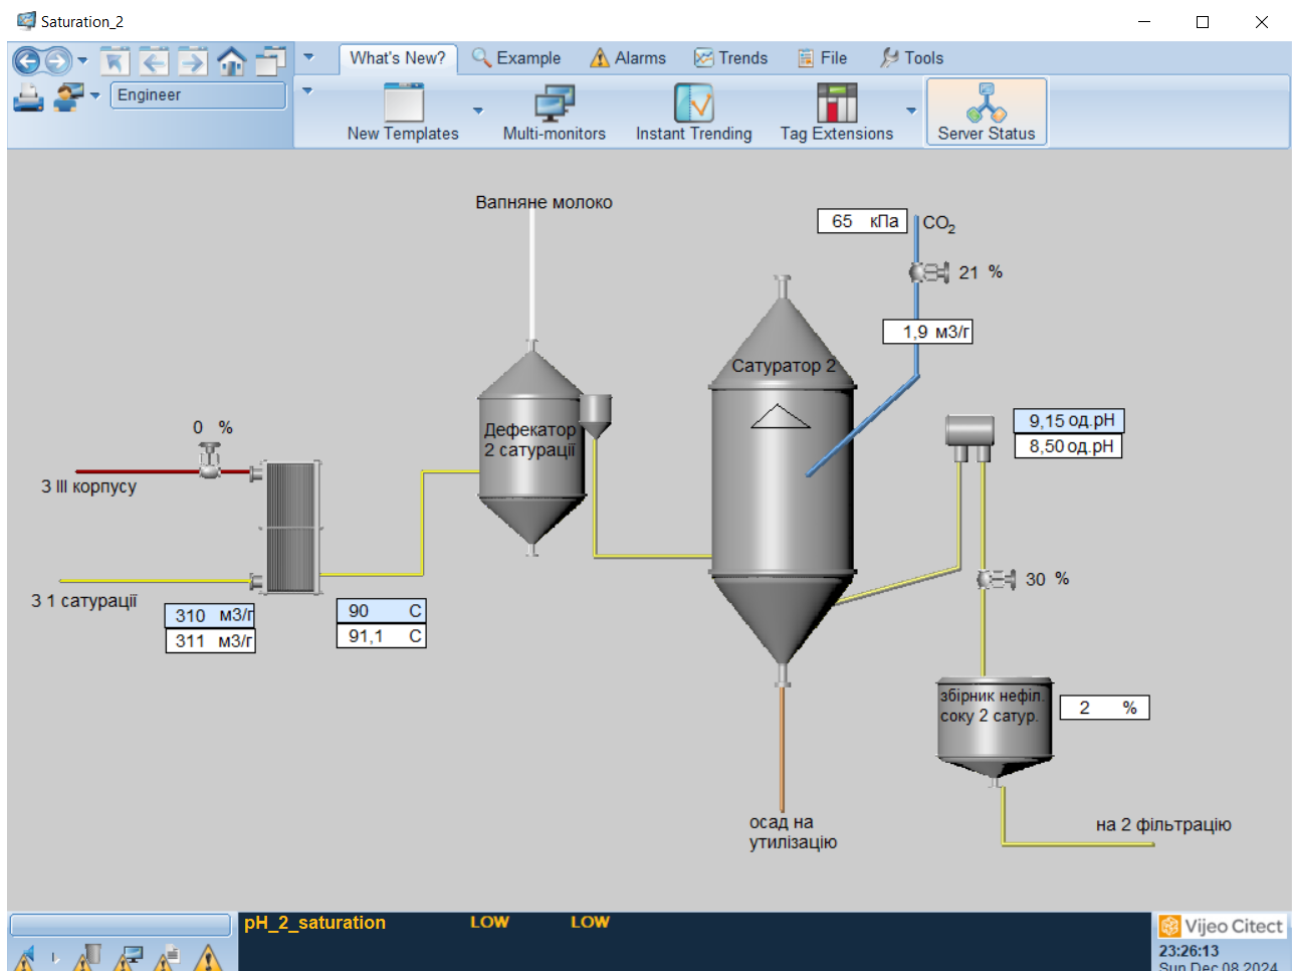 Saturation_2
What's New?
Example
Alarms
Trends
File
Tools
Engineer
New Templates
Multi-monitors
Instant Trending
Tag Extensions
Server Status
Вапняне молоко
65 кПа
CO2
21 %
1,9 м3/г
Сатуратор 2
0 %
Дефекатор
2 сатурації
9,15 од.pH
8,50 од.pH
З III корпусу
З 1 сатурації
310 м3/г
311 м3/г
90 С
91,1 С
30 %
збірник нефіл.
соку 2 сатур.
2 %
осад на
утилізацію
на 2 фільтрацію
pH_2_saturation LOW LOW
Vijeo Citect
23:26:13
Sun Dec 08 2024